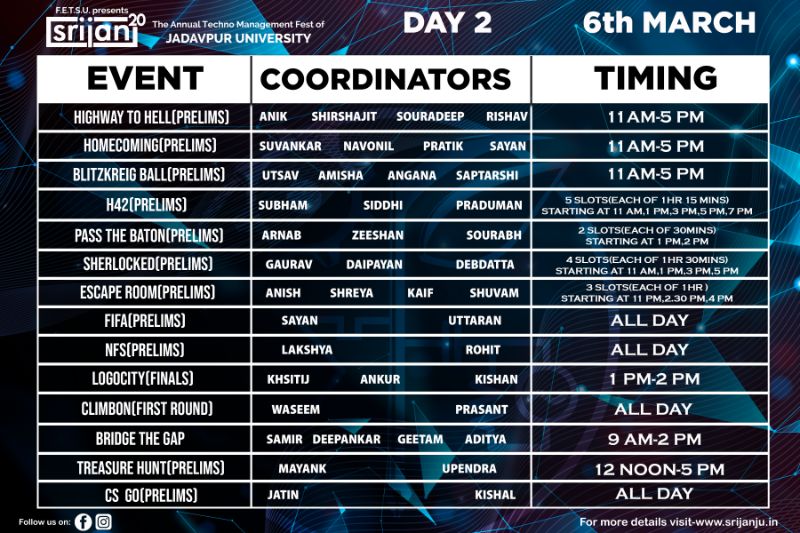 F.E.T.S.U. presents
srijan 20
The Annual Techno Management Fest of
JADAVPUR UNIVERSITY
DAY 2
6th MARCH
EVENT COORDINATORS TIMING
HIGHWAY TO HELL(PRELIMS) ANIK SHIRSHAJIT SOURADEEP RISHAV 11 AM-5 PM
HOMECOMING(PRELIMS) SUVANKAR NAVONIL PRATIK SAYAN 11 AM-5 PM
BLITZKREIG BALL(PRELIMS) UTSAV AMISHA ANGANA SAPTARSHI 11 AM-5 PM
H42(PRELIMS) SUBHAM SIDDHI PRADUMAN 5 SLOTS(EACH OF 1HR 15 MINS)
STARTING AT 11 AM,1 PM,3 PM,5 PM,7 PM
PASS THE BATON(PRELIMS) ARNAB ZEESHAN SOURABH 2 SLOTS(EACH OF 30MINS)
STARTING AT 1 PM,2 PM
SHERLOCKED(PRELIMS) GAURAV DAIPAYAN DEBDATTA 4 SLOTS(EACH OF 1HR 30MINS)
STARTING AT 11 AM,1 PM,3 PM,5 PM
ESCAPE ROOM(PRELIMS) ANISH SHREYA KAIF SHUVAM 3 SLOTS(EACH OF 1HR )
STARTING AT 11 PM,2.30 PM,4 PM
FIFA(PRELIMS) SAYAN UTTARAN ALL DAY
NFS(PRELIMS) LAKSHYA ROHIT ALL DAY
LOGOCITY(FINALS) KHSITIJ ANKUR KISHAN 1 PM-2 PM
CLIMBON(FIRST ROUND) WASEEM PRASANT ALL DAY
BRIDGE THE GAP SAMIR DEEPANKAR GEETAM ADITYA 9 AM-2 PM
TREASURE HUNT(PRELIMS) MAYANK UPENDRA 12 NOON-5 PM
CS GO(PRELIMS) JATIN KISHAL ALL DAY
Follow us on:
For more details visit-www.srijanju.in